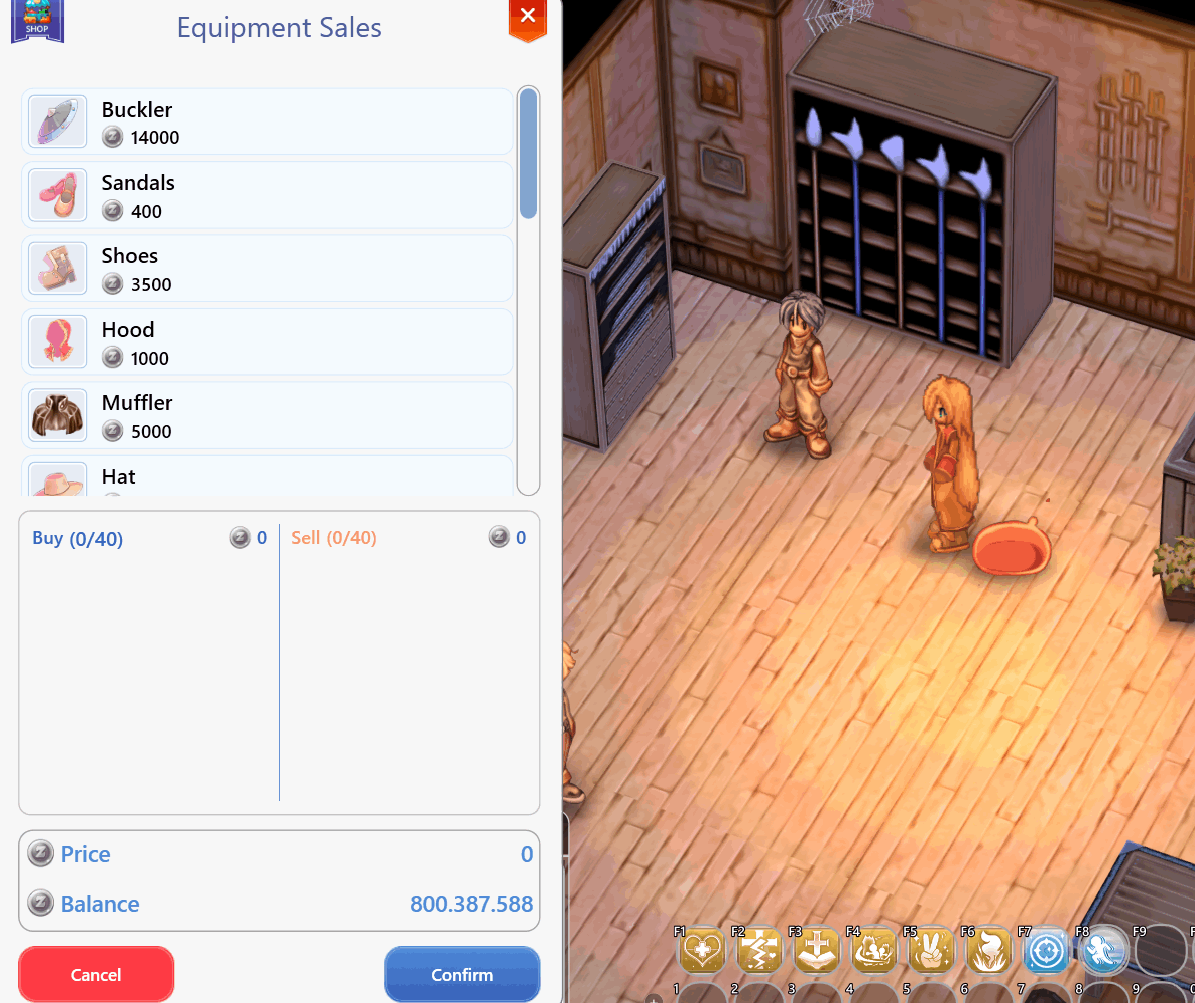 SHOP
Equipment Sales
Buckler
14000
Sandals
400
Shoes
3500
Hood
1000
Muffler
5000
Hat
Buy (0/40)
0
Sell (0/40)
0
Price
0
Balance
800.387.588
Cancel
Confirm
F1 F2 F3 F4 F5 F6 F7 F8 F9
1 2 3 4 5 6 7 8 9 0